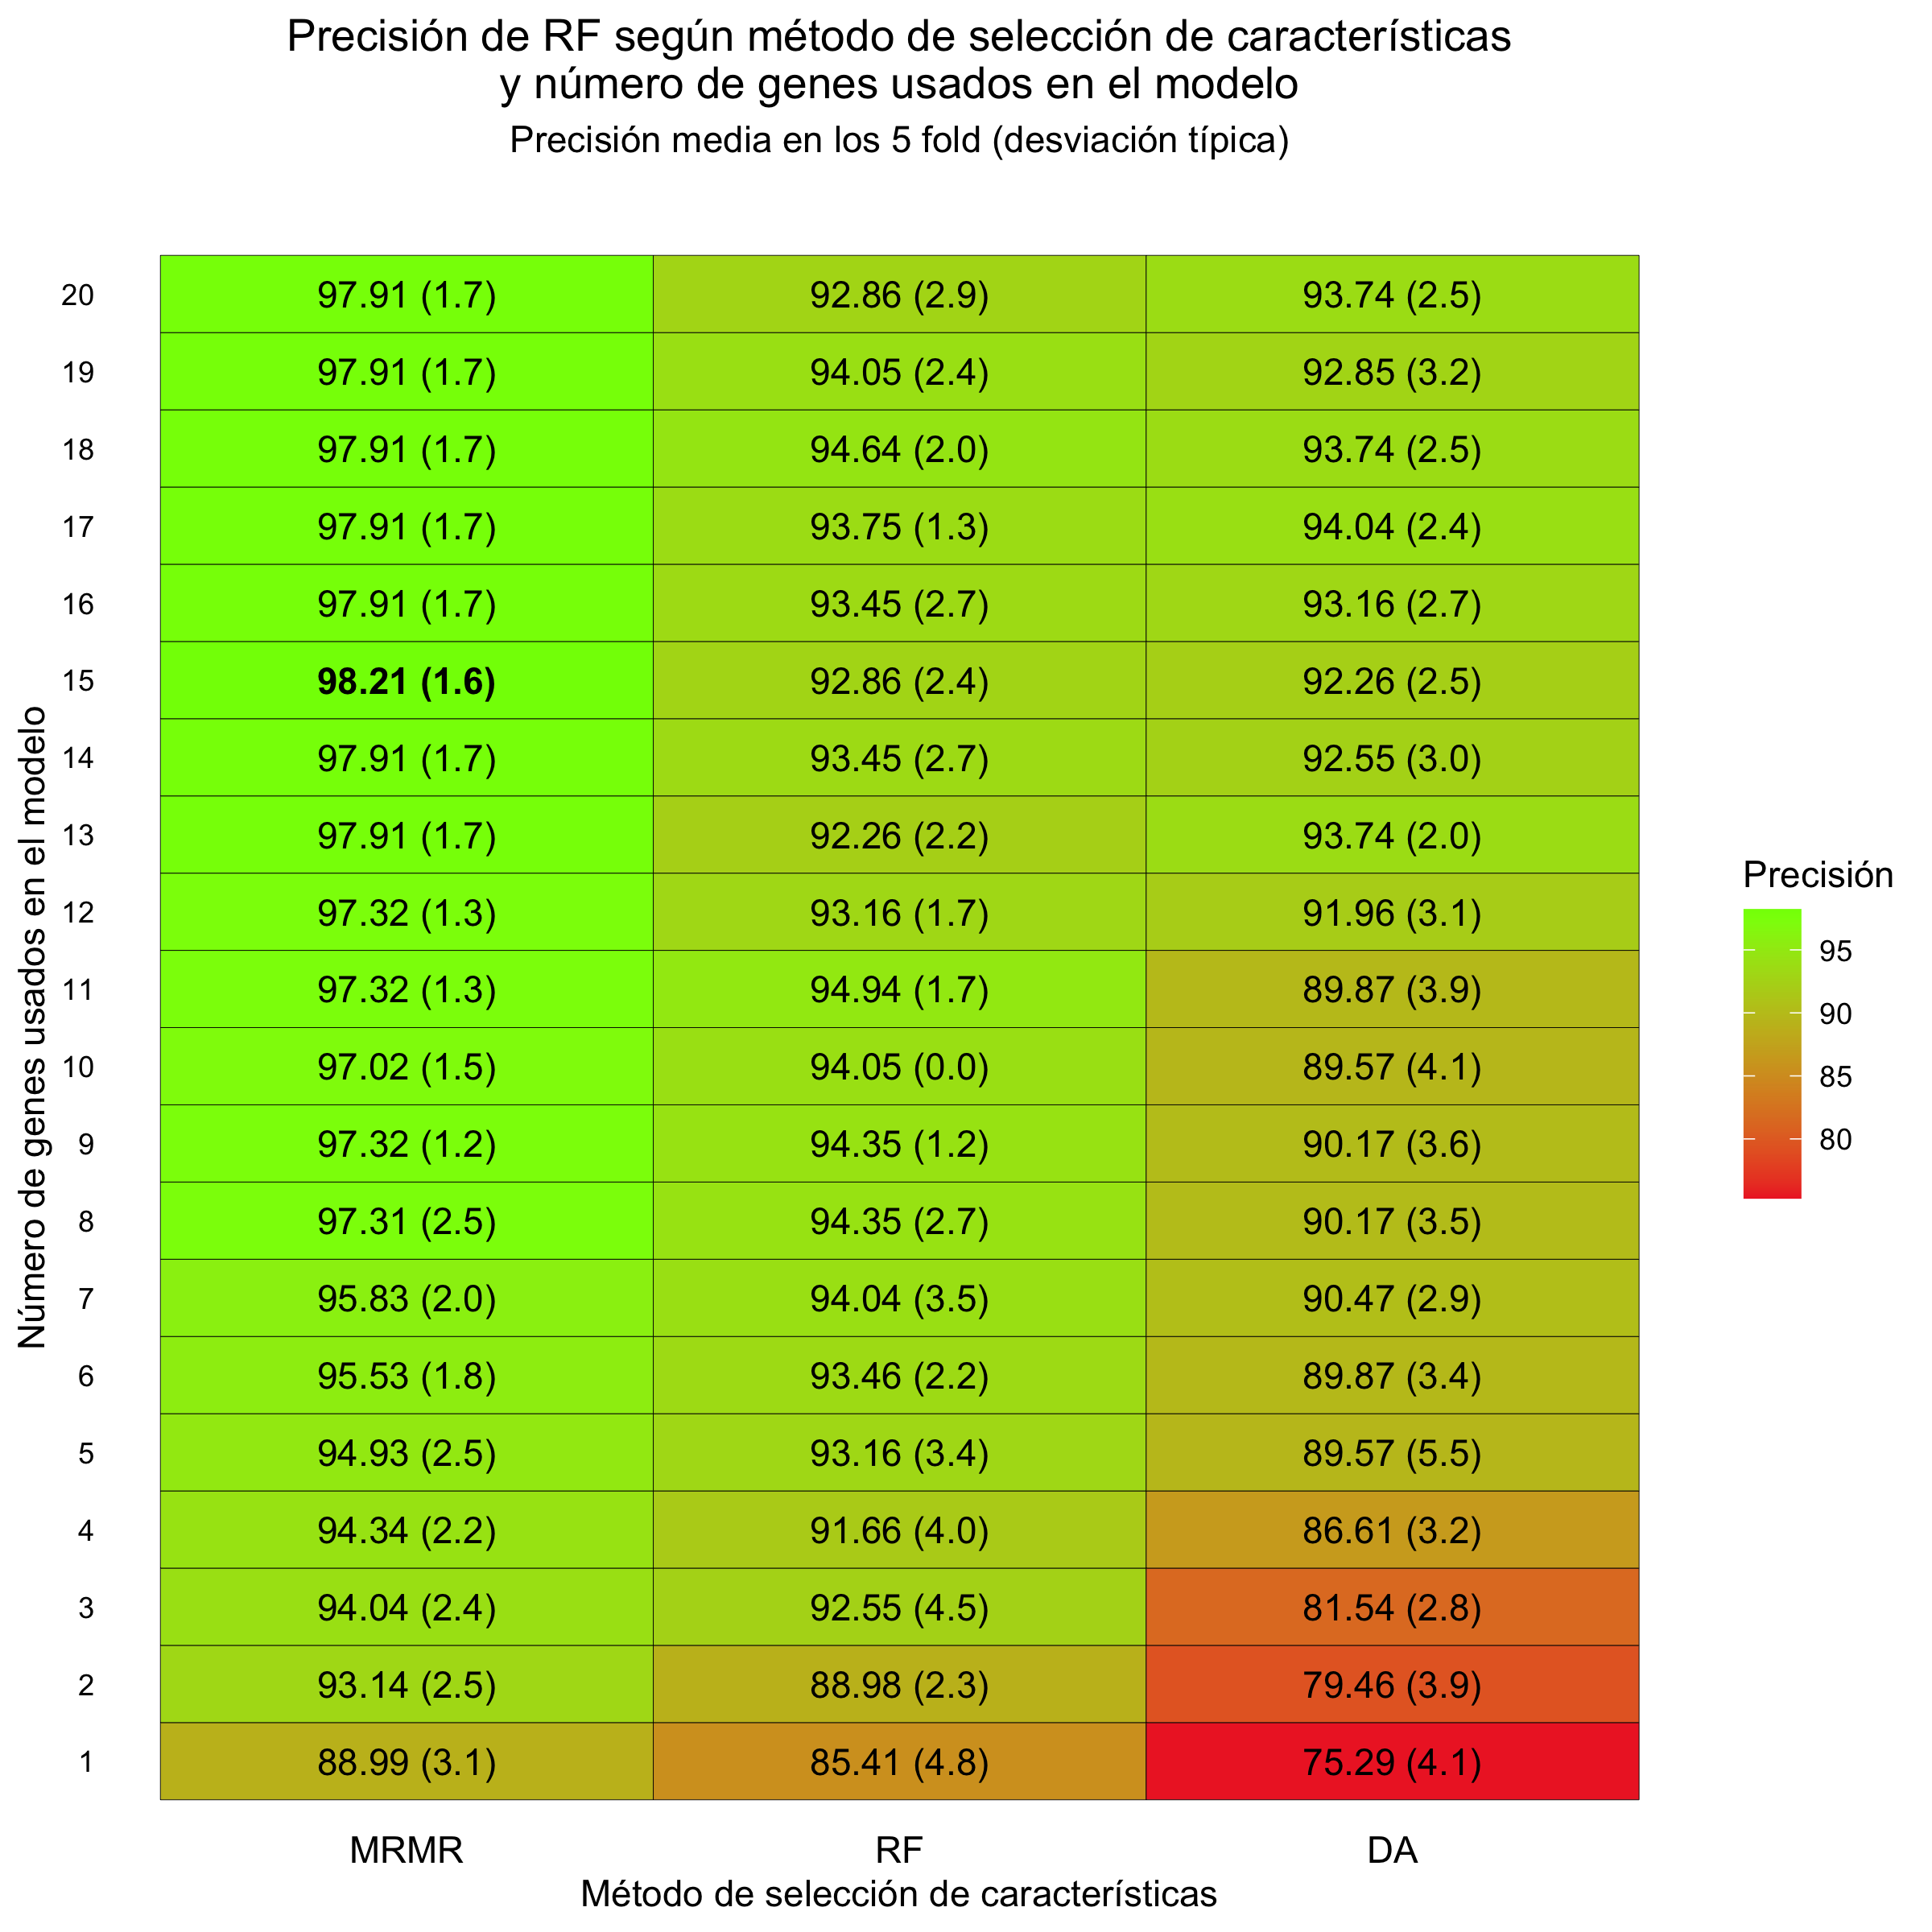 Precisión de RF según método de selección de características
y número de genes usados en el modelo
Precisión media en los 5 fold (desviación típica)
Número de genes usados en el modelo
20 97.91 (1.7) 92.86 (2.9) 93.74 (2.5)
19 97.91 (1.7) 94.05 (2.4) 92.85 (3.2)
18 97.91 (1.7) 94.64 (2.0) 93.74 (2.5)
17 97.91 (1.7) 93.75 (1.3) 94.04 (2.4)
16 97.91 (1.7) 93.45 (2.7) 93.16 (2.7)
15 98.21 (1.6) 92.86 (2.4) 92.26 (2.5)
14 97.91 (1.7) 93.45 (2.7) 92.55 (3.0)
13 97.91 (1.7) 92.26 (2.2) 93.74 (2.0)
12 97.32 (1.3) 93.16 (1.7) 91.96 (3.1)
11 97.32 (1.3) 94.94 (1.7) 89.87 (3.9)
10 97.02 (1.5) 94.05 (0.0) 89.57 (4.1)
9 97.32 (1.2) 94.35 (1.2) 90.17 (3.6)
8 97.31 (2.5) 94.35 (2.7) 90.17 (3.5)
7 95.83 (2.0) 94.04 (3.5) 90.47 (2.9)
6 95.53 (1.8) 93.46 (2.2) 89.87 (3.4)
5 94.93 (2.5) 93.16 (3.4) 89.57 (5.5)
4 94.34 (2.2) 91.66 (4.0) 86.61 (3.2)
3 94.04 (2.4) 92.55 (4.5) 81.54 (2.8)
2 93.14 (2.5) 88.98 (2.3) 79.46 (3.9)
1 88.99 (3.1) 85.41 (4.8) 75.29 (4.1)
MRMR RF DA
Método de selección de características
Precisión
95
90
85
80